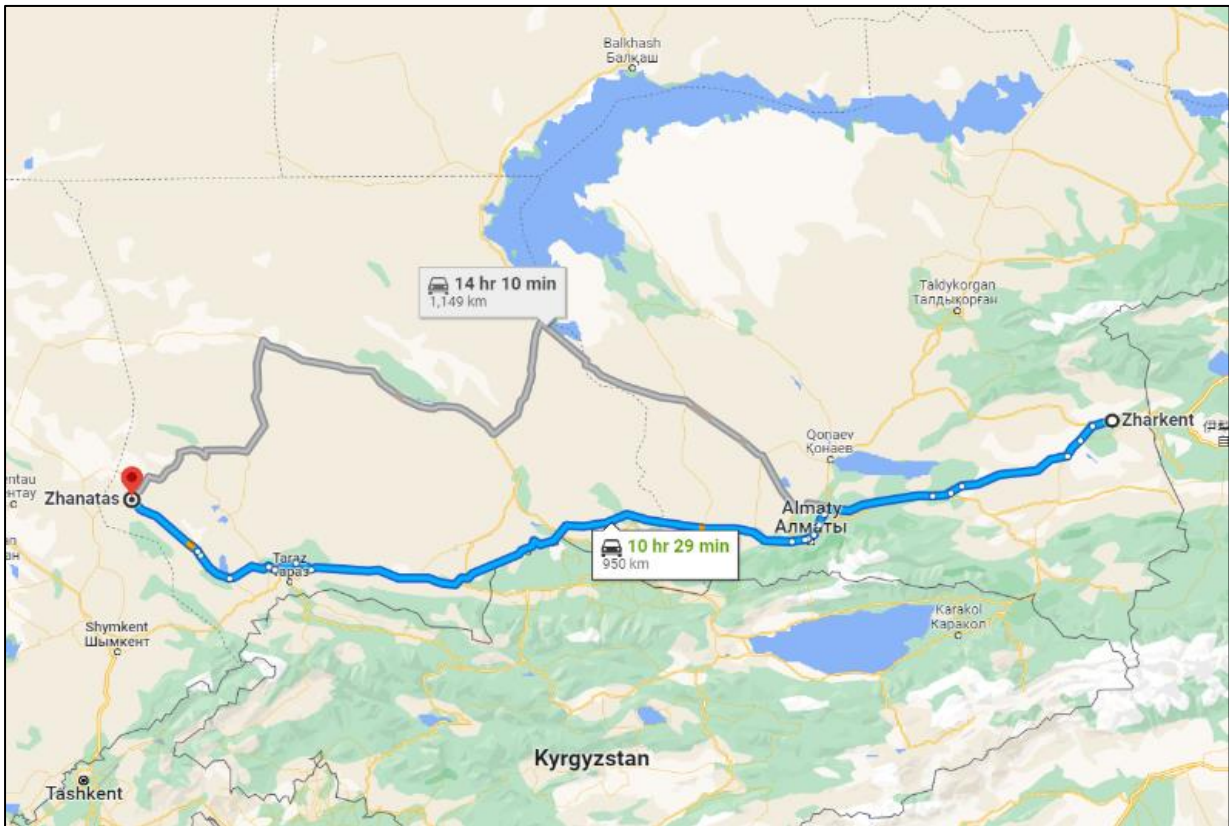 Balkhash
Балқаш
14 hr 10 min
1,149 km
Taldykorgan
Талдықорған
Zharkent
Qonaev
Қонаев
Zhanatas
Almaty
Алматы
10 hr 29 min
950 km
Taraz
Тараз
Shymkent
Шымкент
Karakol
Каракол
Kyrgyzstan
Tashkent